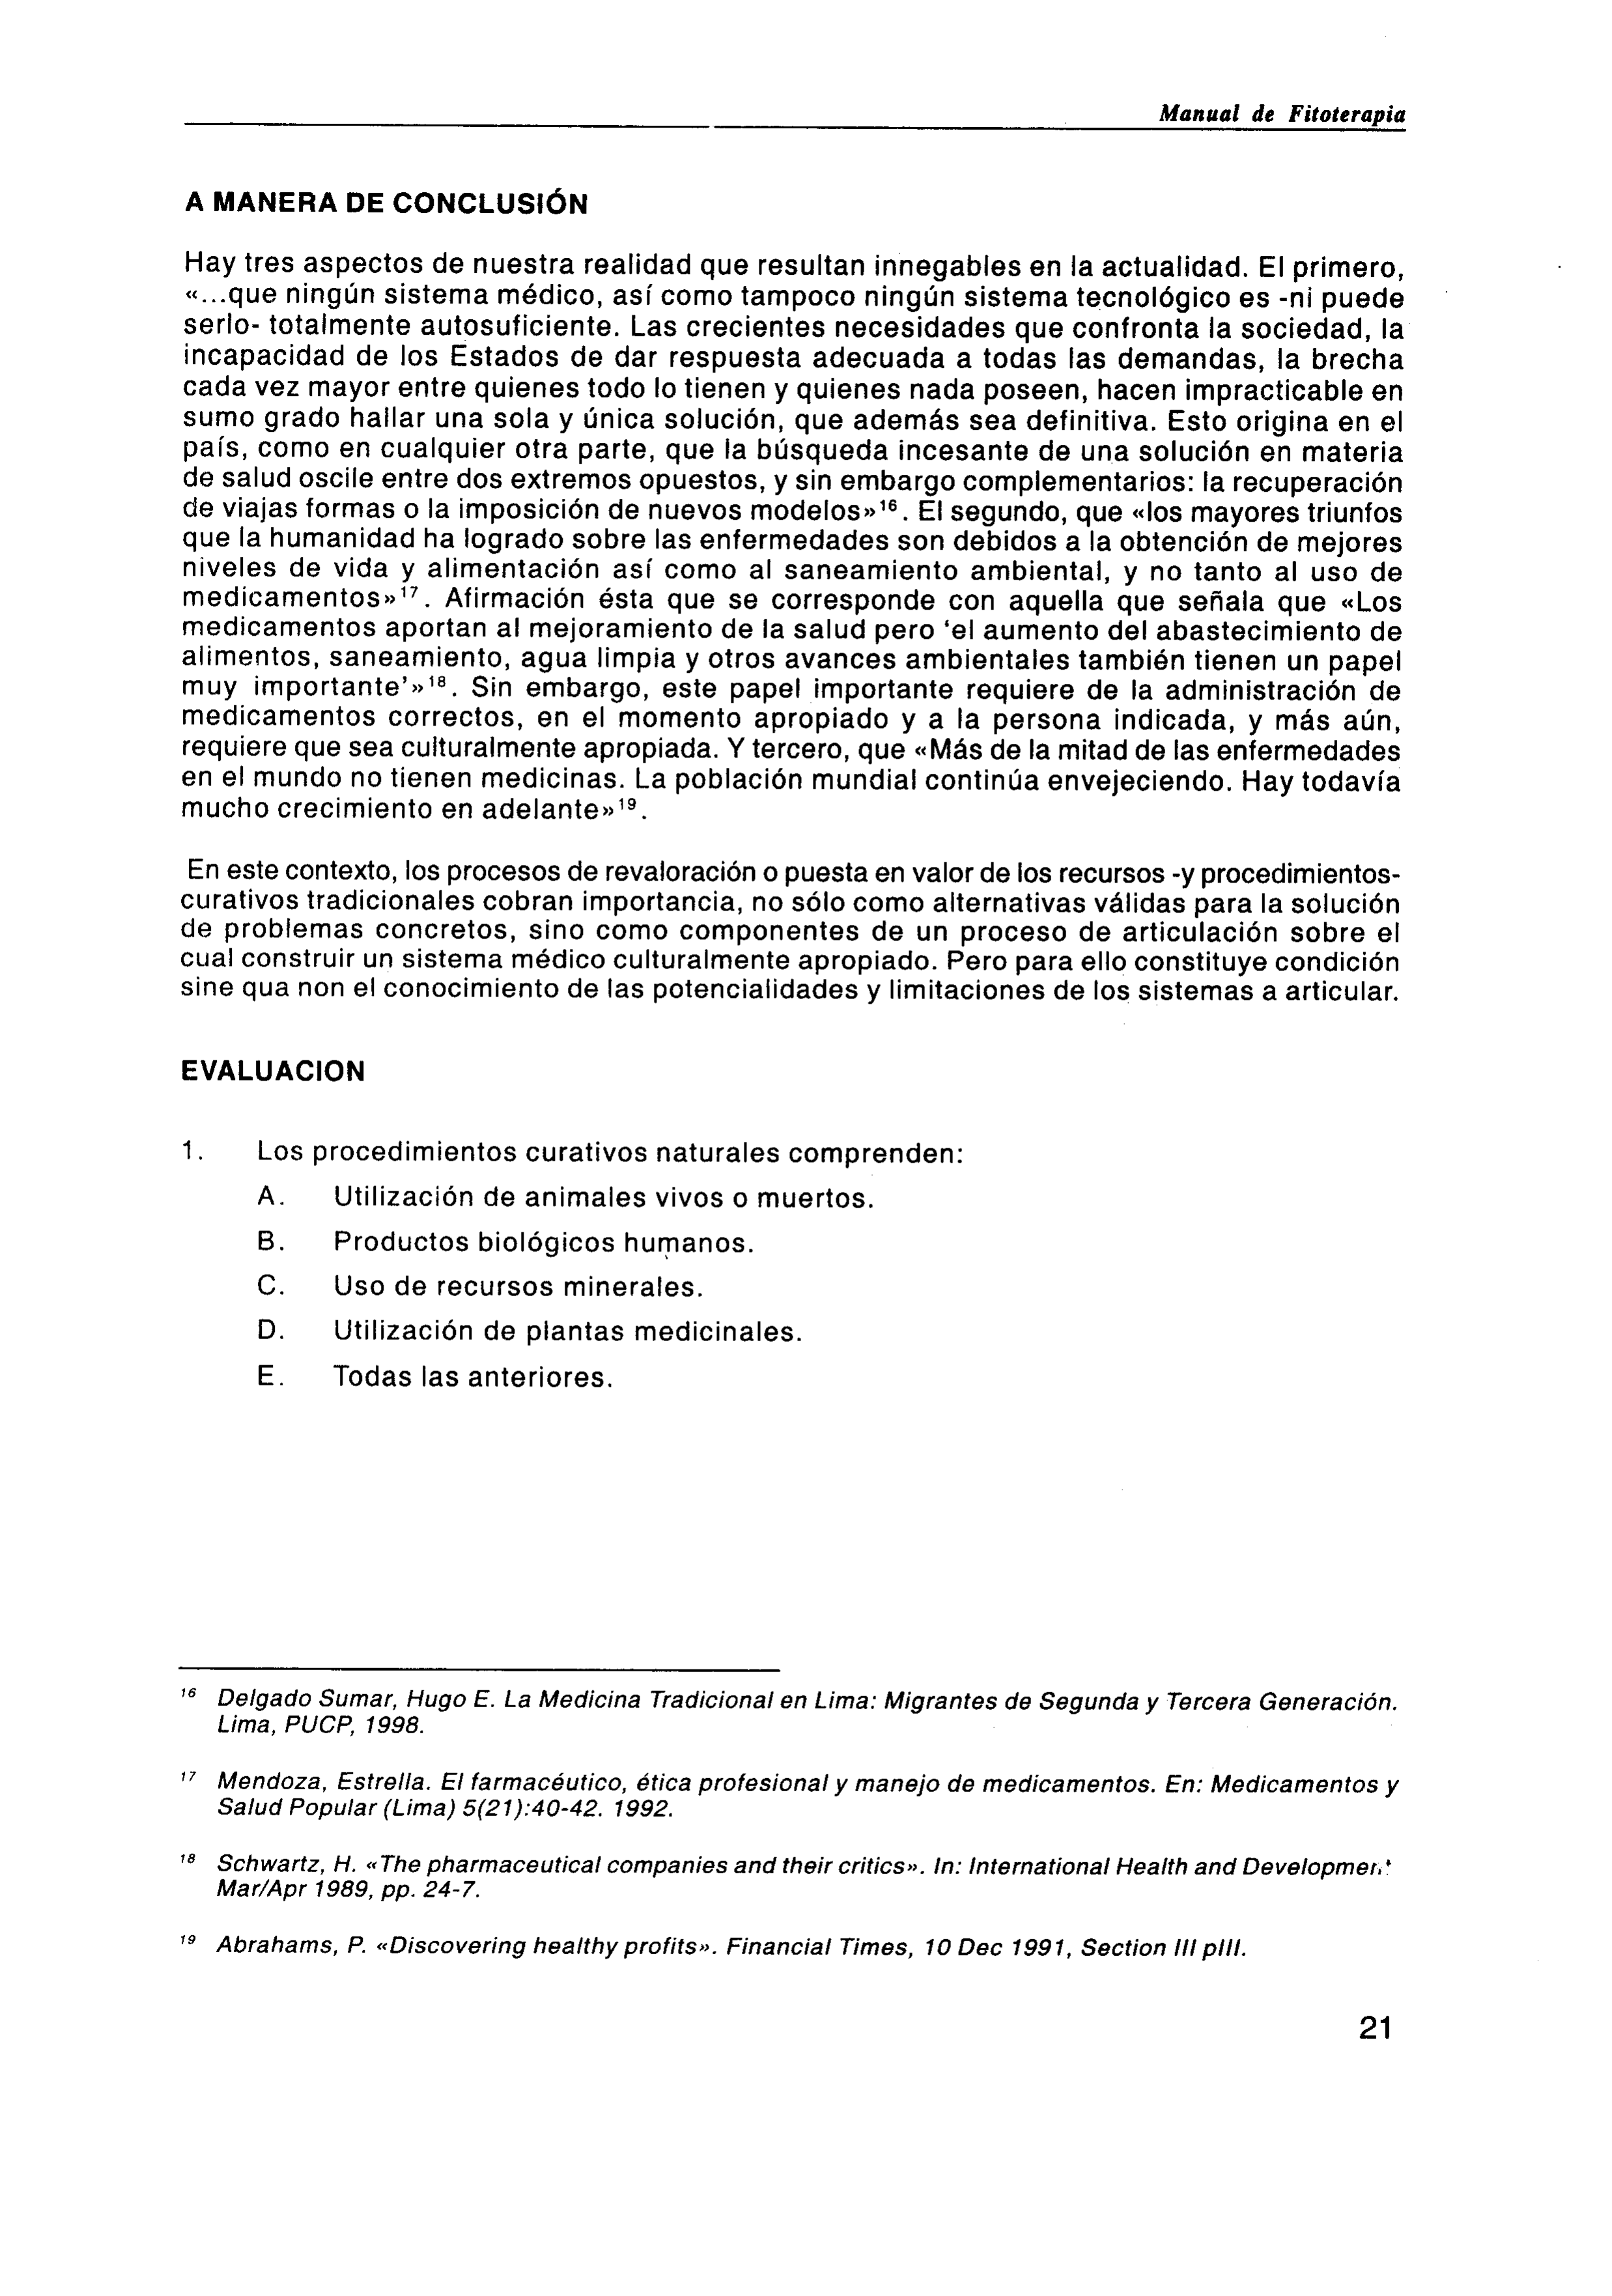 Manual de Fitoterapia
A MANERA DE CONCLUSIÓN
Hay tres aspectos de nuestra realidad que resultan innegables en la actualidad. El primero,
«...que ningún sistema médico, así como tampoco ningún sistema tecnológico es -ni puede
serlo- totalmente autosuficiente. Las crecientes necesidades que confronta la sociedad, la
incapacidad de los Estados de dar respuesta adecuada a todas las demandas, la brecha
cada vez mayor entre quienes todo lo tienen y quienes nada poseen, hacen impracticable en
sumo grado hallar una sola y única solución, que además sea definitiva. Esto origina en el
país, como en cualquier otra parte, que la búsqueda incesante de una solución en materia
de salud oscile entre dos extremos opuestos, y sin embargo complementarios: la recuperación
de viajas formas o la imposición de nuevos modelos»¹⁶. El segundo, que «los mayores triunfos
que la humanidad ha logrado sobre las enfermedades son debidos a la obtención de mejores
niveles de vida y alimentación así como al saneamiento ambiental, y no tanto al uso de
medicamentos»¹⁷. Afirmación ésta que se corresponde con aquella que señala que «Los
medicamentos aportan al mejoramiento de la salud pero ‘el aumento del abastecimiento de
alimentos, saneamiento, agua limpia y otros avances ambientales también tienen un papel
muy importante’»¹⁸. Sin embargo, este papel importante requiere de la administración de
medicamentos correctos, en el momento apropiado y a la persona indicada, y más aún,
requiere que sea culturalmente apropiada. Y tercero, que «Más de la mitad de las enfermedades
en el mundo no tienen medicinas. La población mundial continúa envejeciendo. Hay todavía
mucho crecimiento en adelante»¹⁹.
En este contexto, los procesos de revaloración o puesta en valor de los recursos -y procedimientos-
curativos tradicionales cobran importancia, no sólo como alternativas válidas para la solución
de problemas concretos, sino como componentes de un proceso de articulación sobre el
cual construir un sistema médico culturalmente apropiado. Pero para ello constituye condición
sine qua non el conocimiento de las potencialidades y limitaciones de los sistemas a articular.
EVALUACION
1. Los procedimientos curativos naturales comprenden:
A. Utilización de animales vivos o muertos.
B. Productos biológicos humanos.
C. Uso de recursos minerales.
D. Utilización de plantas medicinales.
E. Todas las anteriores.
¹⁶ Delgado Sumar, Hugo E. La Medicina Tradicional en Lima: Migrantes de Segunda y Tercera Generación.
Lima, PUCP, 1998.
¹⁷ Mendoza, Estrella. El farmacéutico, ética profesional y manejo de medicamentos. En: Medicamentos y
Salud Popular (Lima) 5(21):40-42. 1992.
¹⁸ Schwartz, H. «The pharmaceutical companies and their critics». In: International Health and Development
Mar/Apr 1989, pp. 24-7.
¹⁹ Abrahams, P. «Discovering healthy profits». Financial Times, 10 Dec 1991, Section III pIII.
21